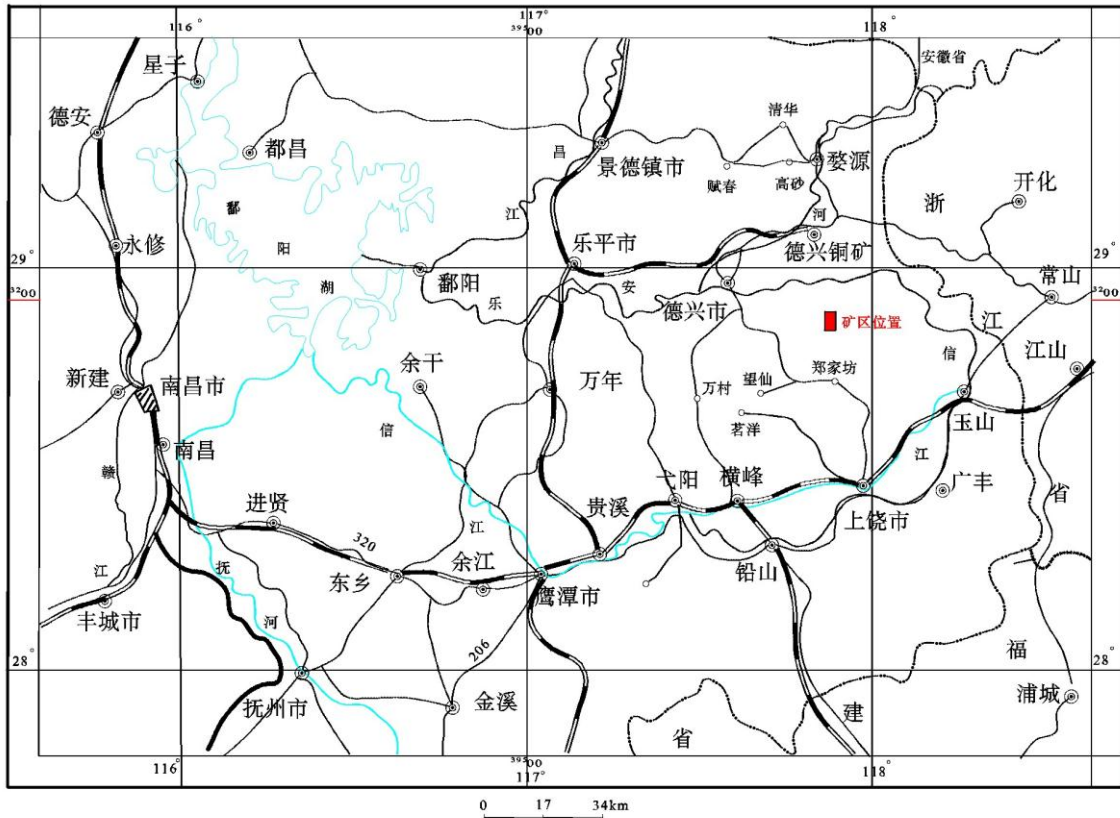 116°
117°
39500
118°
安徽省
星子
清华
德安
都昌
昌
景德镇市
婺源
赋春
高砂
开化
鄱
江
河
浙
永修
阳
乐平市
德兴铜矿
29°
29°
湖
鄱阳
乐
安
常山
3200
3200
德兴市
江
矿区位置
信
江山
新建
南昌市
余干
万年
万村
望仙
郑家坊
玉山
茗洋
信
江
南昌
赣
弋阳
横峰
广丰
省
进贤
贵溪
上饶市
320
江
余江
江
抚
东乡
铅山
丰城市
鹰潭市
河
206
福
28°
28°
抚州市
金溪
建
浦城
省
116°
39500
117°
118°
0 17 34km